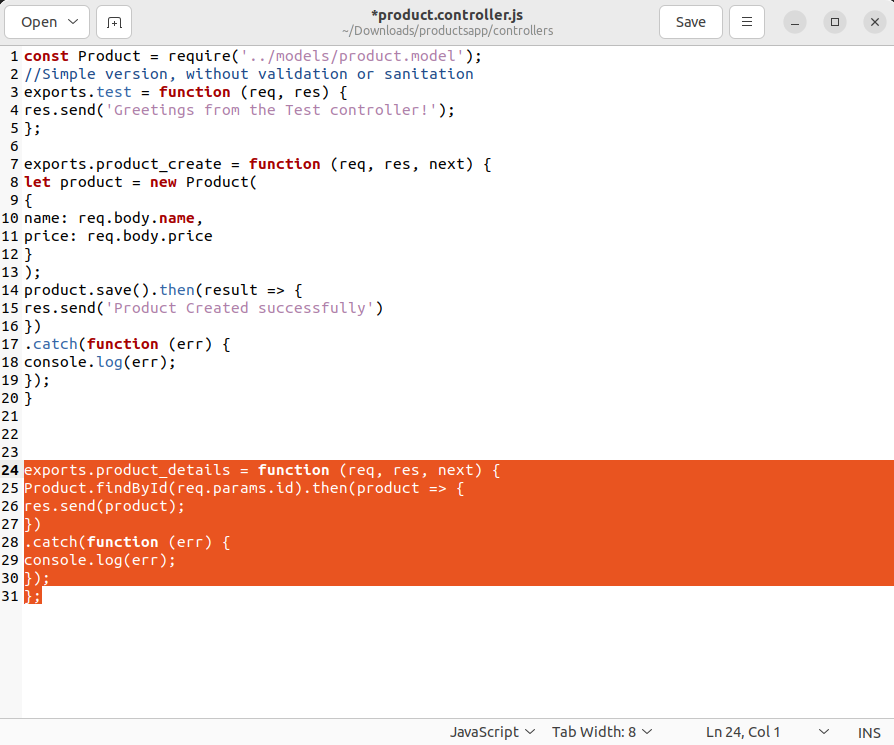 Open
*product.controller.js
~/Downloads/productsapp/controllers
Save
1 const Product = require('../models/product.model');
2 //Simple version, without validation or sanitation
3 exports.test = function (req, res) {
4 res.send('Greetings from the Test controller!');
5 };
6
7 exports.product_create = function (req, res, next) {
8 let product = new Product(
9 {
10 name: req.body.name,
11 price: req.body.price
12 }
13 );
14 product.save().then(result => {
15 res.send('Product Created successfully')
16 })
17 .catch(function (err) {
18 console.log(err);
19 });
20 }
21
22
23
24 exports.product_details = function (req, res, next) {
25 Product.findById(req.params.id).then(product => {
26 res.send(product);
27 })
28 .catch(function (err) {
29 console.log(err);
30 });
31 };
JavaScript Tab Width: 8 Ln 24, Col 1 INS